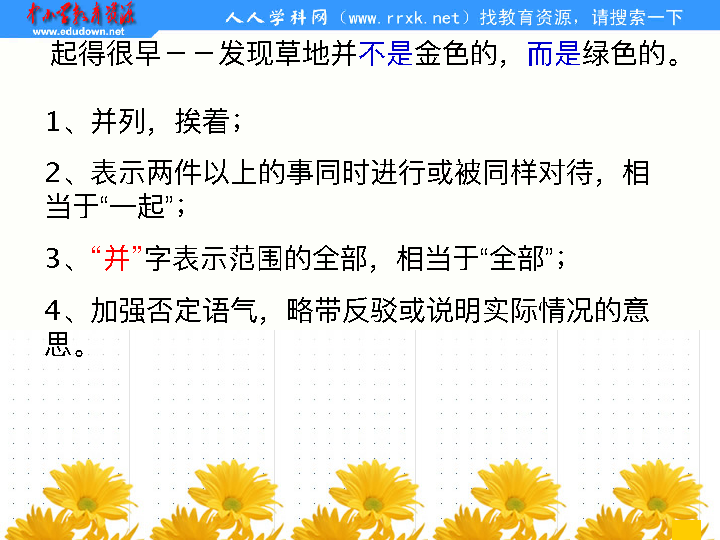 中小学教育资源
www.edudown.net
人人学科网（www.rrxk.net）找教育资源，请搜索一下
起得很早－－发现草地并不是金色的，而是绿色的。
1、并列，挨着；
2、表示两件以上的事同时进行或被同样对待，相
当于“一起”；
3、“并”字表示范围的全部，相当于“全部”；
4、加强否定语气，略带反驳或说明实际情况的意
思。